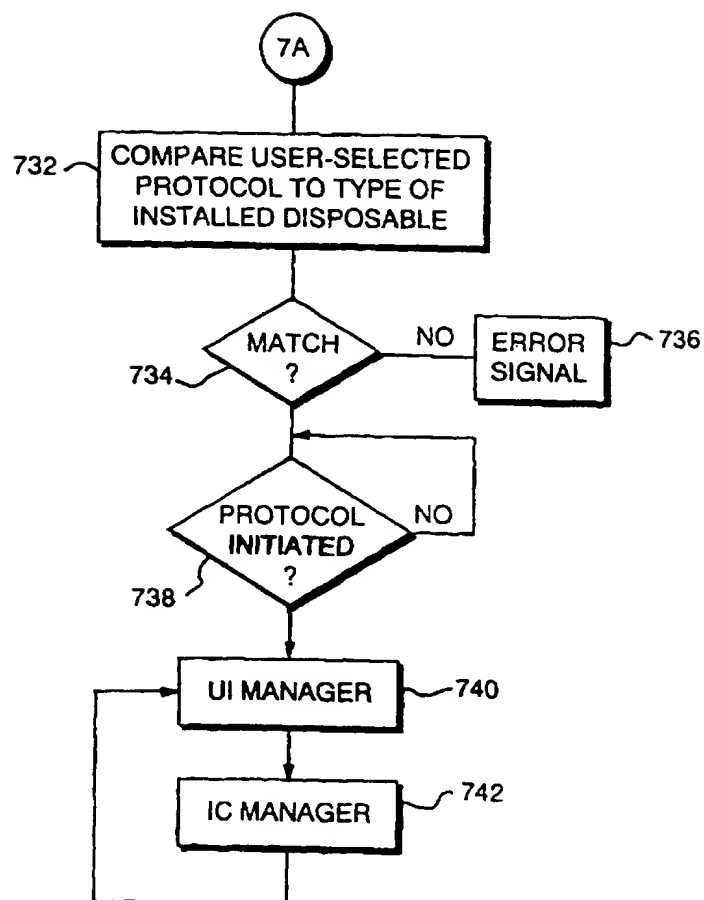 7A
732
COMPARE USER-SELECTED
PROTOCOL TO TYPE OF
INSTALLED DISPOSABLE
MATCH
?
734
NO
ERROR
SIGNAL
736
PROTOCOL
INITIATED
?
NO
738
UI MANAGER
740
IC MANAGER
742